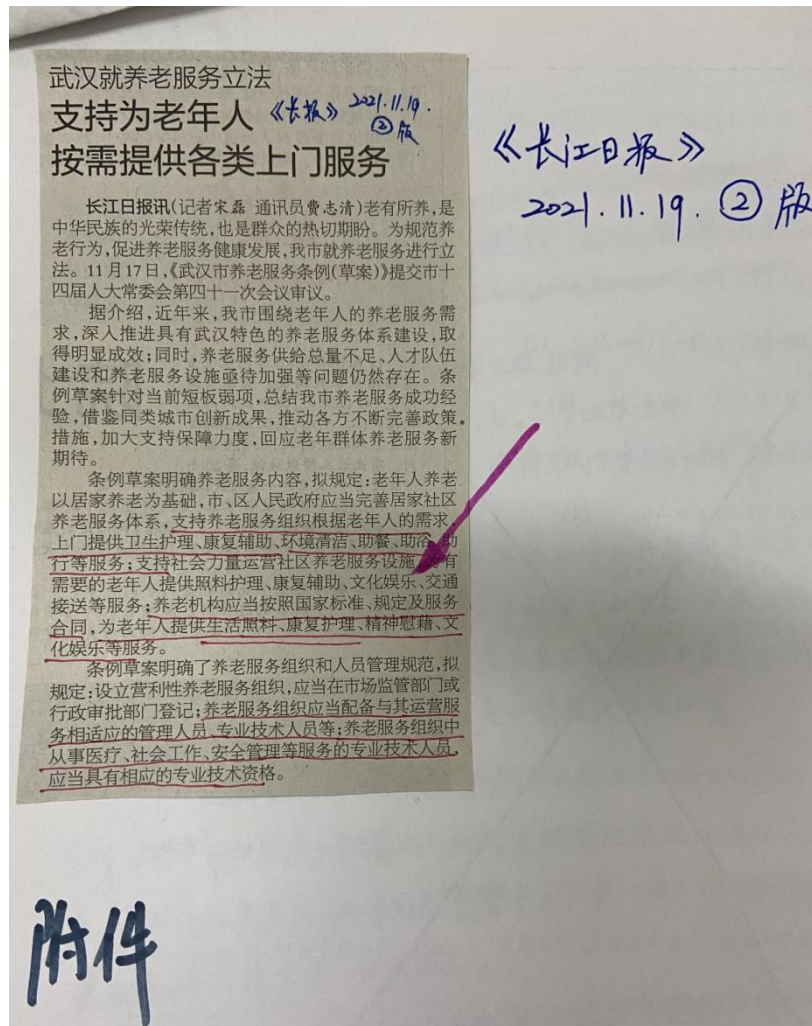 武汉就养老服务立法
支持为老年人
《长报》 2021.11.19.
②版
按需提供各类上门服务
《长江日报》
2021.11.19.②版
长江日报讯(记者宋磊 通讯员费志清)老有所养,是
中华民族的光荣传统,也是群众的热切期盼。为规范养
老行为,促进养老服务健康发展,我市就养老服务进行立
法。11月17日,《武汉市养老服务条例(草案)》提交市十
四届人大常委会第四十一次会议审议。
据介绍,近年来,我市围绕老年人的养老服务需
求,深入推进具有武汉特色的养老服务体系建设,取
得明显成效;同时,养老服务供给总量不足、人才队伍
建设和养老服务设施亟待加强等问题仍然存在。条
例草案针对当前短板弱项,总结我市养老服务成功经
验,借鉴同类城市创新成果,推动各方不断完善政策
措施,加大支持保障力度,回应老年群体养老服务新
期待。
条例草案明确养老服务内容,拟规定:老年人养老
以居家养老为基础,市、区人民政府应当完善居家社区
养老服务体系,支持养老服务组织根据老年人的需求,
上门提供卫生护理、康复辅助、环境清洁、助餐、助浴、助
行等服务;支持社会力量运营社区养老服务设施,为有
需要的老年人提供照料护理、康复辅助、文化娱乐、交通
接送等服务;养老机构应当按照国家标准、规定及服务
合同,为老年人提供生活照料、康复护理、精神慰藉、文
化娱乐等服务。
条例草案明确了养老服务组织和人员管理规范,拟
规定:设立营利性养老服务组织,应当在市场监管部门或
行政审批部门登记;养老服务组织应当配备与其运营服
务相适应的管理人员、专业技术人员等;养老服务组织中
从事医疗、社会工作、安全管理等服务的专业技术人员,
应当具有相应的专业技术资格。
附件